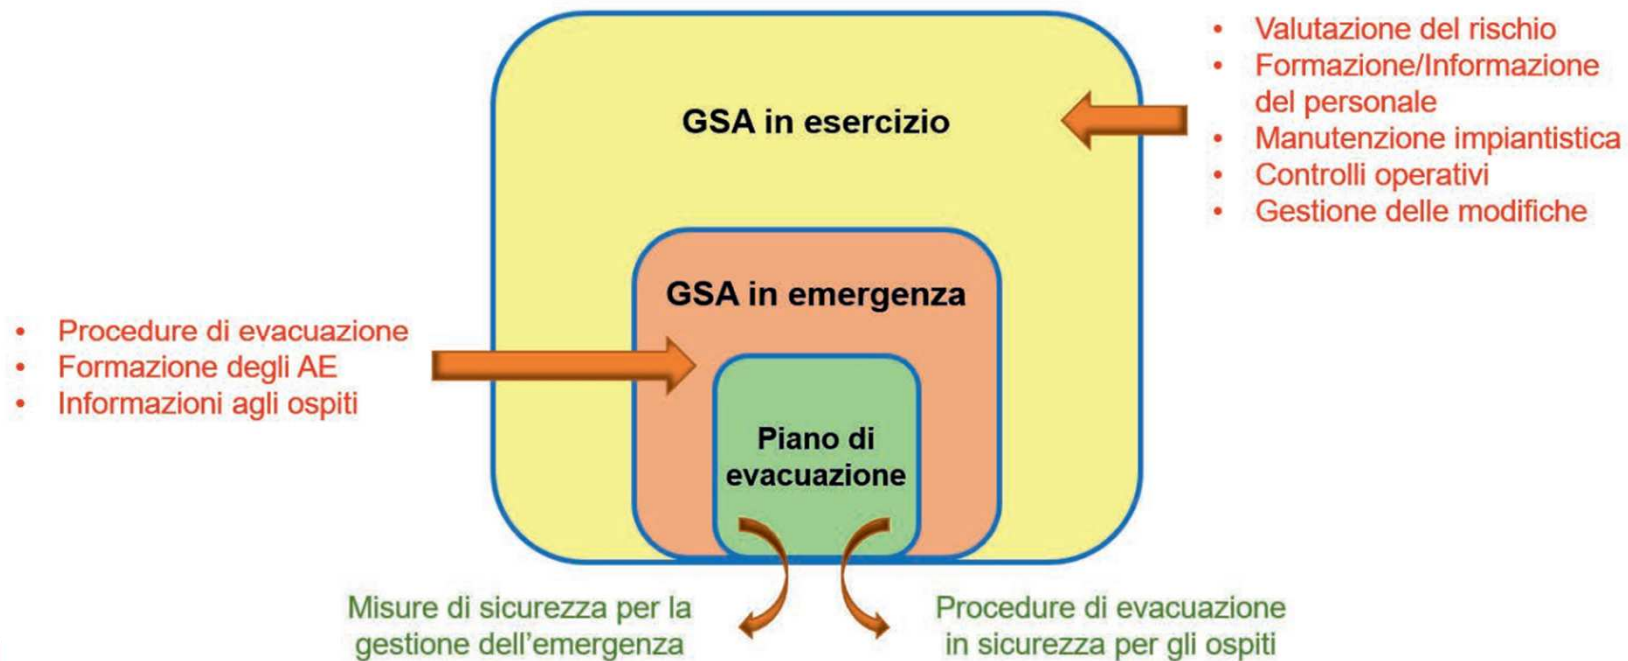 • Valutazione del rischio
• Formazione/Informazione
del personale
• Manutenzione impiantistica
• Controlli operativi
• Gestione delle modifiche
GSA in esercizio
GSA in emergenza
• Procedure di evacuazione
• Formazione degli AE
• Informazioni agli ospiti
Piano di
evacuazione
Misure di sicurezza per la
gestione dell'emergenza
Procedure di evacuazione
in sicurezza per gli ospiti